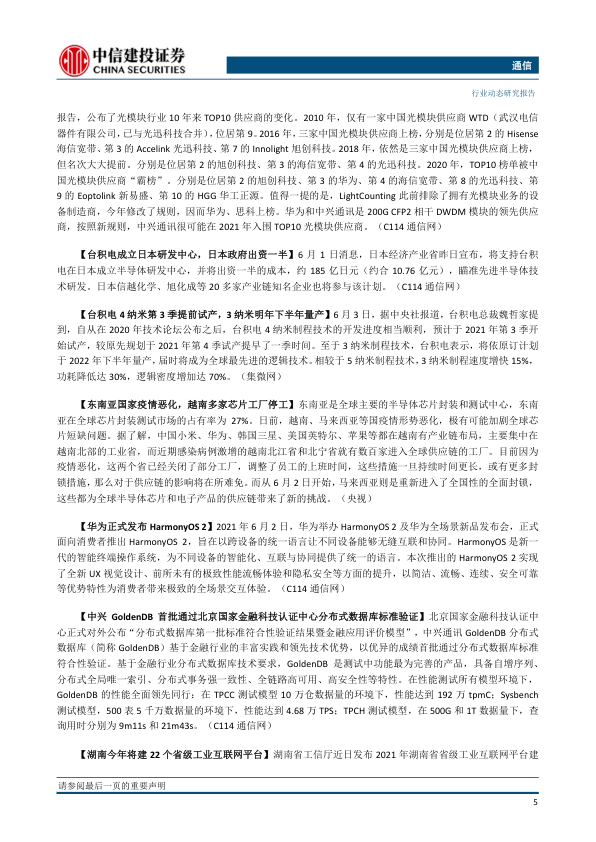 中信建投证券
CHINA SECURITIES
通信
行业动态研究报告
报告，公布了光模块行业 10 年来 TOP10 供应商的变化。2010 年，仅有一家中国光模块供应商 WTD（武汉电信
器件有限公司，已与光迅科技合并），位居第 9。2016 年，三家中国光模块供应商上榜，分别是位居第 2 的 Hisense
海信宽带、第 3 的 Accelink 光迅科技、第 7 的 Innolight 旭创科技。2018 年，依然是三家中国光模块供应商上榜，
但名次大大提前。分别是位居第 2 的旭创科技、第 3 的海信宽带、第 4 的光迅科技。2020 年，TOP10 榜单被中
国光模块供应商“霸榜”。分别是位居第 2 的旭创科技、第 3 的华为、第 4 的海信宽带、第 8 的光迅科技、第
9 的 Eoptolink 新易盛、第 10 的 HGG 华工正源。值得一提的是，LightCounting 此前排除了拥有光模块业务的设
备制造商，今年修改了规则，因而华为、思科上榜。华为和中兴通讯是 200G CFP2 相干 DWDM 模块的领先供应
商，按照新规则，中兴通讯很可能在 2021 年入围 TOP10 光模块供应商。（C114 通信网）
【台积电成立日本研发中心，日本政府出资一半】6 月 1 日消息，日本经济产业省昨日宣布，将支持台积
电在日本成立半导体研发中心，并将出资一半的成本，约 185 亿日元（约合 10.76 亿元），瞄准先进半导体技
术研发。日本信越化学、旭化成等 20 多家产业链知名企业也将参与该计划。（C114 通信网）
【台积电 4 纳米第 3 季提前试产，3 纳米明年下半年量产】6 月 3 日，据中央社报道，台积电总裁魏哲家提
到，自从在 2020 年技术论坛公布之后，台积电 4 纳米制程技术的开发进度相当顺利，预计于 2021 年第 3 季开
始试产，较原先规划于 2021 年第 4 季试产提早了一季时间。至于 3 纳米制程技术，台积电表示，将依原订计划
于 2022 年下半年量产，届时将成为全球最先进的逻辑技术。相较于 5 纳米制程技术，3 纳米制程速度增快 15%，
功耗降低达 30%，逻辑密度增加达 70%。（集微网）
【东南亚国家疫情恶化，越南多家芯片工厂停工】东南亚是全球主要的半导体芯片封装和测试中心，东南
亚在全球芯片封装测试市场的占有率为 27%。日前，越南、马来西亚等国疫情形势恶化，极有可能加剧全球芯
片短缺问题。据了解，中国小米、华为、韩国三星、美国英特尔、苹果等都在越南有产业链布局，主要集中在
越南北部的工业省，而近期感染病例激增的越南北江省和北宁省就有数百家进入全球供应链的工厂。目前因为
疫情恶化，这两个省已经关闭了部分工厂，调整了员工的上班时间，这些措施一旦持续时间更长，或有更多封
锁措施，那么对于供应链的影响将在所难免。而从 6 月 2 日开始，马来西亚则是重新进入了全国性的全面封锁，
这些都为全球半导体芯片和电子产品的供应链带来了新的挑战。（央视）
【华为正式发布 HarmonyOS 2】2021 年 6 月 2 日，华为举办 HarmonyOS 2 及华为全场景新品发布会，正式
面向消费者推出 HarmonyOS 2，旨在以跨设备的统一语言让不同设备能够无缝互联和协同。HarmonyOS 是新一
代的智能终端操作系统，为不同设备的智能化、互联与协同提供了统一的语言。本次推出的 HarmonyOS 2 实现
了全新 UX 视觉设计、前所未有的极致性能流畅体验和隐私安全等方面的提升，以简洁、流畅、连续、安全可靠
等优势特性为消费者带来极致的全场景交互体验。（C114 通信网）
【中兴 GoldenDB 首批通过北京国家金融科技认证中心分布式数据库标准验证】北京国家金融科技认证中
心正式对外公布“分布式数据库第一批标准符合性验证结果暨金融应用评价模型”，中兴通讯 GoldenDB 分布式
数据库（简称 GoldenDB）基于金融行业的丰富实践和领先技术优势，以优异的成绩首批通过分布式数据库标准
符合性验证。基于金融行业分布式数据库技术要求，GoldenDB 是测试中功能最为完善的产品，具备自增序列、
分布式全局唯一索引、分布式事务强一致性、全链路高可用、高安全性等特性。在性能测试所有模型环境下，
GoldenDB 的性能全面领先同行：在 TPCC 测试模型 10 万仓数据量的环境下，性能达到 192 万 tpmC；Sysbench
测试模型，500 表 5 千万数据量的环境下，性能达到 4.68 万 TPS；TPCH 测试模型，在 500G 和 1T 数据量下，查
询用时分别为 9m11s 和 21m43s。（C114 通信网）
【湖南今年将建 22 个省级工业互联网平台】湖南省工信厅近日发布 2021 年湖南省省级工业互联网平台建
请参阅最后一页的重要声明
5